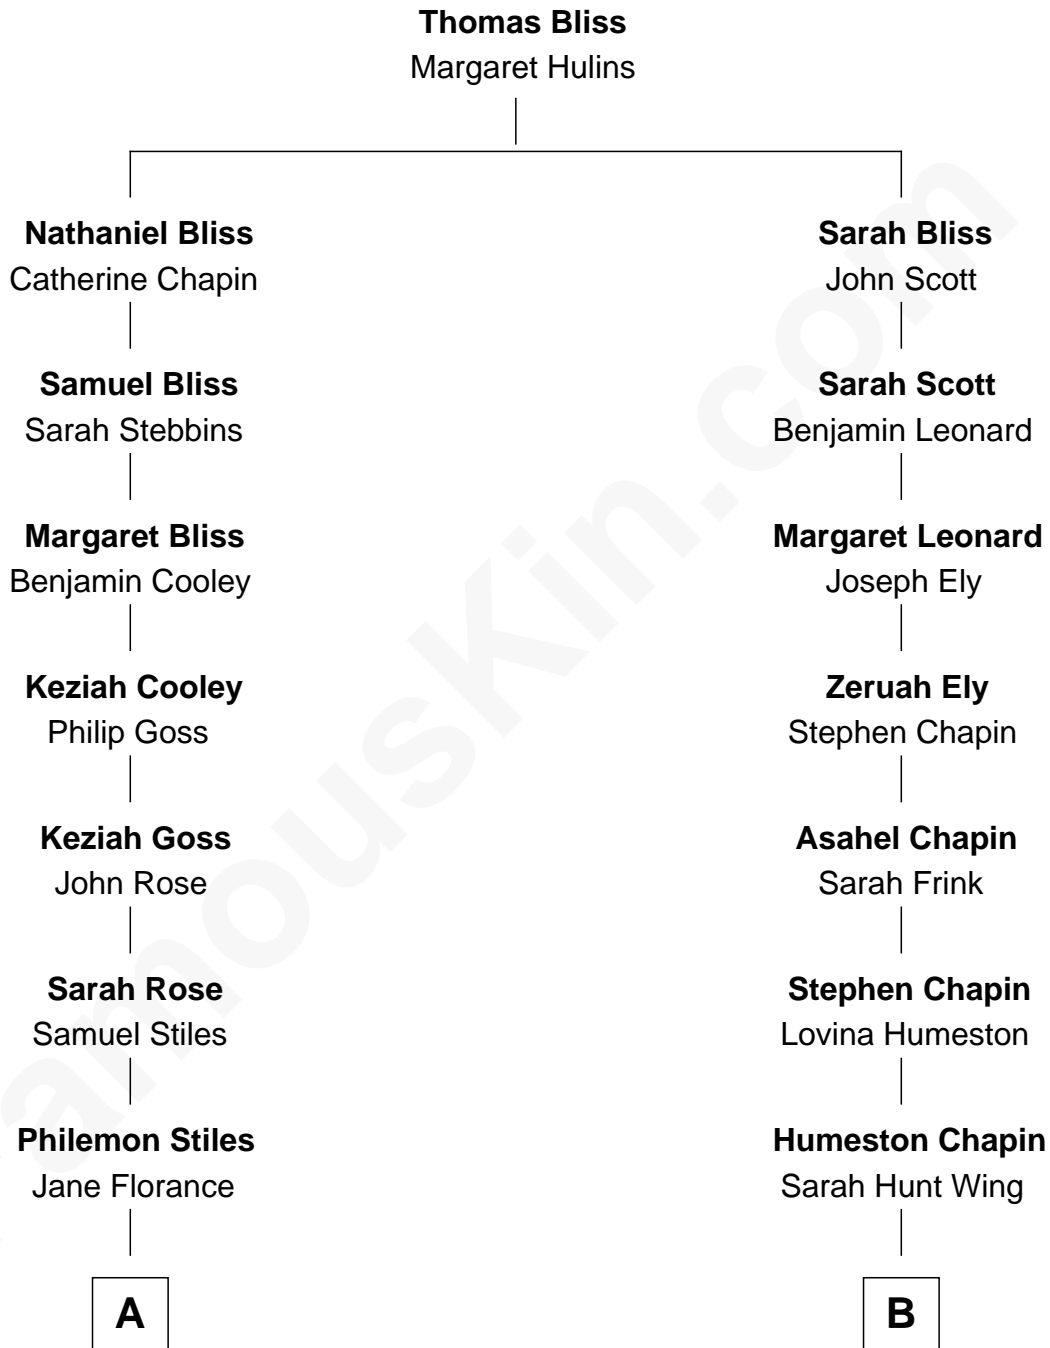 Thomas Bliss
Margaret Hulins
Nathaniel Bliss
Catherine Chapin
Samuel Bliss
Sarah Stebbins
Margaret Bliss
Benjamin Cooley
Keziah Cooley
Philip Goss
Keziah Goss
John Rose
Sarah Rose
Samuel Stiles
Philemon Stiles
Jane Florance
A
Sarah Bliss
John Scott
Sarah Scott
Benjamin Leonard
Margaret Leonard
Joseph Ely
Zeruah Ely
Stephen Chapin
Asahel Chapin
Sarah Frink
Stephen Chapin
Lovina Humeston
Humeston Chapin
Sarah Hunt Wing
B
famouskin.com